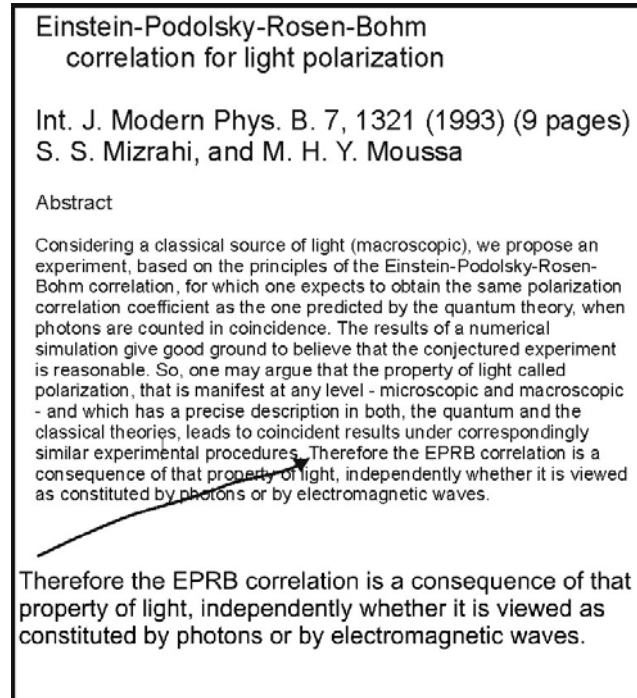 Einstein-Podolsky-Rosen-Bohm
correlation for light polarization
Int. J. Modern Phys. B. 7, 1321 (1993) (9 pages)
S. S. Mizrahi, and M. H. Y. Moussa
Abstract
Considering a classical source of light (macroscopic), we propose an
experiment, based on the principles of the Einstein-Podolsky-Rosen-
Bohm correlation, for which one expects to obtain the same polarization
correlation coefficient as the one predicted by the quantum theory, when
photons are counted in coincidence. The results of a numerical
simulation give good ground to believe that the conjectured experiment
is reasonable. So, one may argue that the property of light called
polarization, that is manifest at any level - microscopic and macroscopic
- and which has a precise description in both, the quantum and the
classical theories, leads to coincident results under correspondingly
similar experimental procedures. Therefore the EPRB correlation is a
consequence of that property of light, independently whether it is viewed
as constituted by photons or by electromagnetic waves.
Therefore the EPRB correlation is a consequence of that
property of light, independently whether it is viewed as
constituted by photons or by electromagnetic waves.